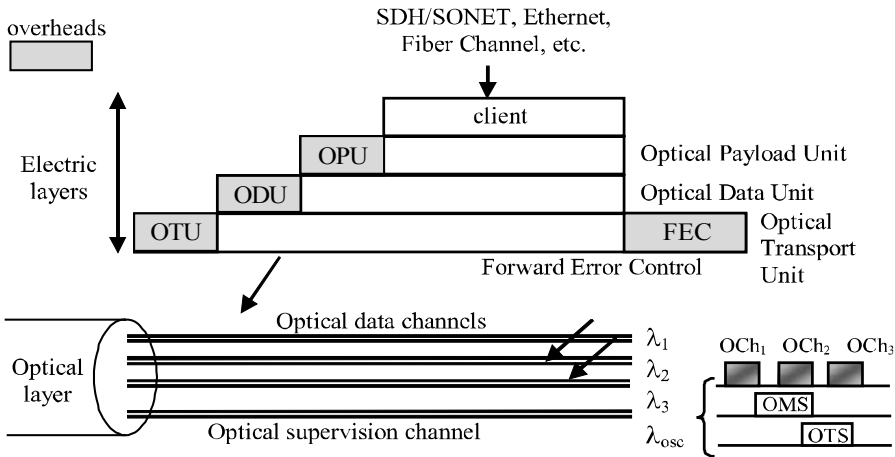 overheads
SDH/SONET, Ethernet,
Fiber Channel, etc.
client
Electric
layers
OPU
Optical Payload Unit
ODU
Optical Data Unit
OTU
FEC
Optical
Transport
Unit
Forward Error Control
Optical data channels
Optical
layer
λ1
λ2
λ3
λosc
Optical supervision channel
OCh1
OCh2
OCh3
OMS
OTS